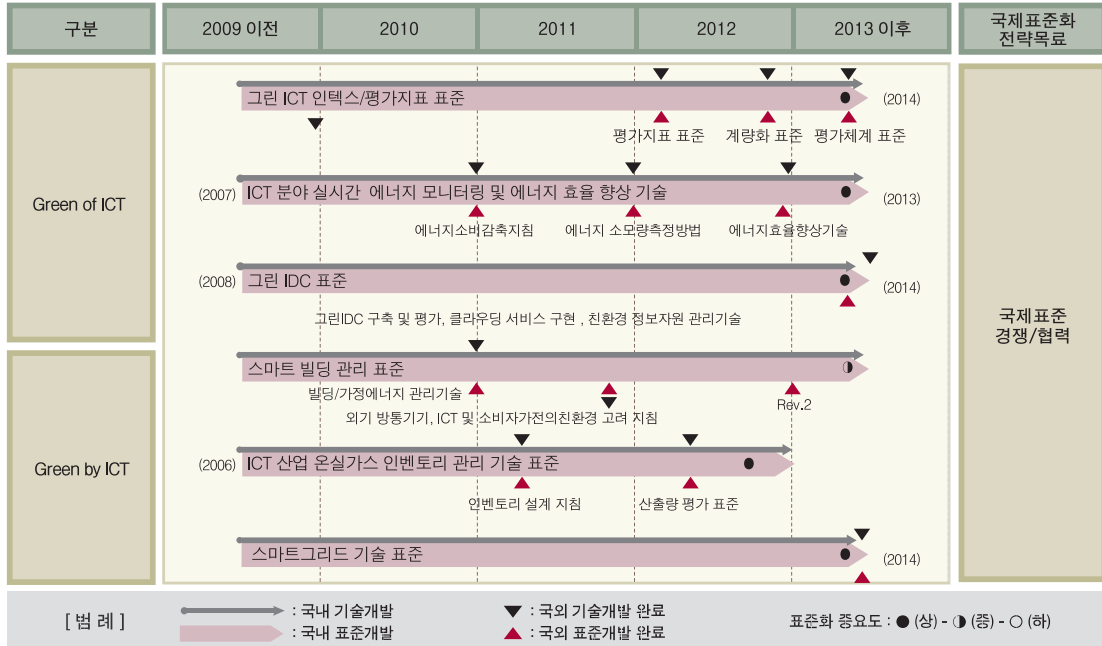 구분
2009 이전
2010
2011
2012
2013 이후
국제표준화
전략목표
그린 ICT 인텍스/평가지표 표준
(2014)
평가지표 표준
계량화 표준
평가체계 표준
Green of ICT
(2007)
ICT 분야 실시간 에너지 모니터링 및 에너지 효율 향상 기술
(2013)
에너지소비감축지침
에너지 소모량측정방법
에너지효율향상기술
(2008)
그린 IDC 표준
(2014)
그린IDC 구축 및 평가, 클라우딩 서비스 구현 , 친환경 정보자원 관리기술
국제표준
경쟁/협력
스마트 빌딩 관리 표준
빌딩/가정에너지 관리기술
Rev.2
외기 방통기기, ICT 및 소비자가전의친환경 고려 지침
Green by ICT
(2006)
ICT 산업 온실가스 인벤토리 관리 기술 표준
인벤토리 설계 지침
산출량 평가 표준
스마트그리드 기술 표준
(2014)
[ 범 례 ]
: 국내 기술개발
: 국외 기술개발 완료
: 국내 표준개발
: 국외 표준개발 완료
표준화 중요도 : ● (상) - ◑ (중) - ○ (하)